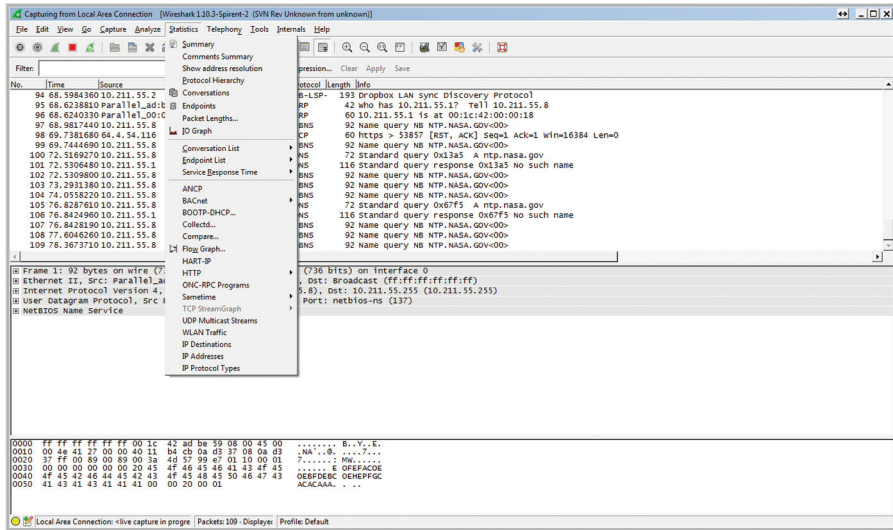 Capturing from Local Area Connection [Wireshark 1.10.3-Spirent-2 (SVN Rev Unknown from unknown)]
File Edit View Go Capture Analyze Statistics Telephony Tools Internals Help
Filter: Expression... Clear Apply Save
No. Time Source Protocol Length Info
94 68.5984360 10.211.55.2 193 Dropbox LAN sync Discovery Protocol
95 68.6238810 Parallel_ad:b 42 who has 10.211.55.1? Tell 10.211.55.8
96 68.6240330 Parallel_00:0 60 10.211.55.1 is at 00:1c:42:00:00:18
97 68.9817440 10.211.55.8 BNS 92 Name query NB NTP.NASA.GOV<00>
98 69.7381680 64.4.54.116 CP 60 https > 53857 [RST, ACK] Seq=1 Ack=1 Win=16384 Len=0
99 69.7444690 10.211.55.8 BNS 92 Name query NB NTP.NASA.GOV<00>
100 72.5169270 10.211.55.8 NS 72 Standard query 0x13a5 A ntp.nasa.gov
101 72.5306480 10.211.55.1 NS 116 Standard query response 0x13a5 No such name
102 72.5309800 10.211.55.8 BNS 92 Name query NB NTP.NASA.GOV<00>
103 73.2931380 10.211.55.8 BNS 92 Name query NB NTP.NASA.GOV<00>
104 74.0558220 10.211.55.8 BNS 92 Name query NB NTP.NASA.GOV<00>
105 76.8287610 10.211.55.8 NS 72 Standard query 0x67f5 A ntp.nasa.gov
106 76.8424960 10.211.55.1 NS 116 Standard query response 0x67f5 No such name
107 76.8428190 10.211.55.8 BNS 92 Name query NB NTP.NASA.GOV<00>
108 77.6046260 10.211.55.8 BNS 92 Name query NB NTP.NASA.GOV<00>
109 78.3673710 10.211.55.8 BNS 92 Name query NB NTP.NASA.GOV<00>
Summary
Comments Summary
Show address resolution
Protocol Hierarchy
Conversations
Endpoints
Packet Lengths...
IO Graph
Conversation List
Endpoint List
Service Response Time
ANCP
BACnet
BOOTP-DHCP...
Collectd...
Compare...
Flow Graph...
HART-IP
HTTP
ONC-RPC Programs
Sametime
TCP StreamGraph
UDP Multicast Streams
WLAN Traffic
IP Destinations
IP Addresses
IP Protocol Types
Frame 1: 92 bytes on wire (736 bits) on interface 0
Ethernet II, Src: Parallel_ad , Dst: Broadcast (ff:ff:ff:ff:ff:ff)
Internet Protocol Version 4, 5.8), Dst: 10.211.55.255 (10.211.55.255)
User Datagram Protocol, Src Port: netbios-ns (137)
NetBIOS Name Service
0000 ff ff ff ff ff ff 00 1c 42 ad be 59 08 00 45 00 ........ B..Y..E.
0010 00 4e 41 27 00 00 40 11 b4 cb 0a d3 37 08 0a d3 .NA'..@. ....7...
0020 37 ff 00 89 00 89 00 3a 4d 57 99 e7 01 10 00 01 7......: MW......
0030 00 00 00 00 00 00 20 45 4f 46 45 46 41 43 4f 45 ...... E OFEFACOE
0040 4f 45 42 46 44 45 42 43 4f 45 48 45 50 46 47 43 OEBFDEBC OEHEPFGC
0050 41 43 41 43 41 41 41 00 00 20 00 01 ACACAAA. . ..
Local Area Connection: <live capture in progre Packets: 109 · Displayed Profile: Default